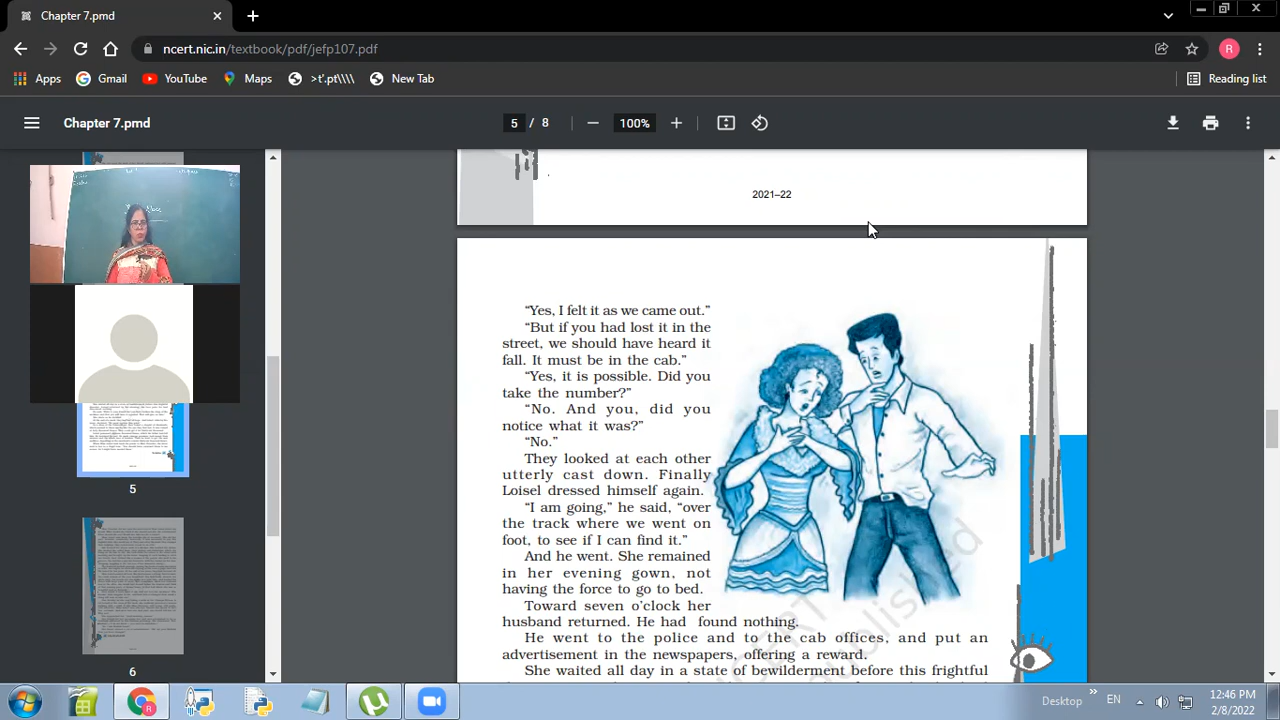 Chapter 7.pmd
ncert.nic.in/textbook/pdf/jefp107.pdf
R
Apps
Gmail
YouTube
Maps
>t'.pt\\\\
New Tab
Reading list
Chapter 7.pmd
5 / 8
100%
2021–22
“Yes, I felt it as we came out.”
“But if you had lost it in the
street, we should have heard it
fall. It must be in the cab.”
“Yes, it is possible. Did you
take the number?”
“No. And you, did you
notice what it was?”
“No.”
They looked at each other
utterly cast down. Finally
Loisel dressed himself again.
“I am going,” he said, “over
the track where we went on
foot, to see if I can find it.”
And he went. She remained
in her evening gown, not
having the force to go to bed.
Toward seven o’clock her
husband returned. He had found nothing.
He went to the police and to the cab offices, and put an
advertisement in the newspapers, offering a reward.
She waited all day in a state of bewilderment before this frightful
5
6
Desktop
»
EN
12:46 PM
2/8/2022